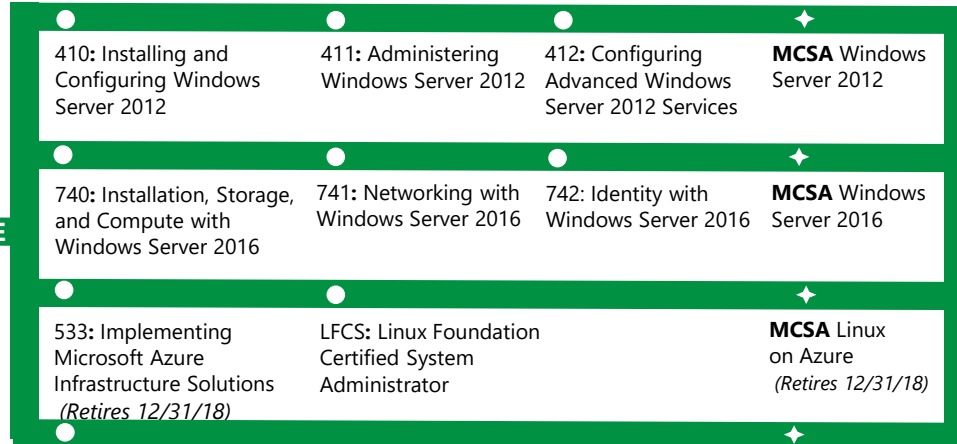 410: Installing and
Configuring Windows
Server 2012
411: Administering
Windows Server 2012
412: Configuring
Advanced Windows
Server 2012 Services
MCSA Windows
Server 2012
740: Installation, Storage,
and Compute with
Windows Server 2016
741: Networking with
Windows Server 2016
742: Identity with
Windows Server 2016
MCSA Windows
Server 2016
E
533: Implementing
Microsoft Azure
Infrastructure Solutions
(Retires 12/31/18)
LFCS: Linux Foundation
Certified System
Administrator
MCSA Linux
on Azure
(Retires 12/31/18)